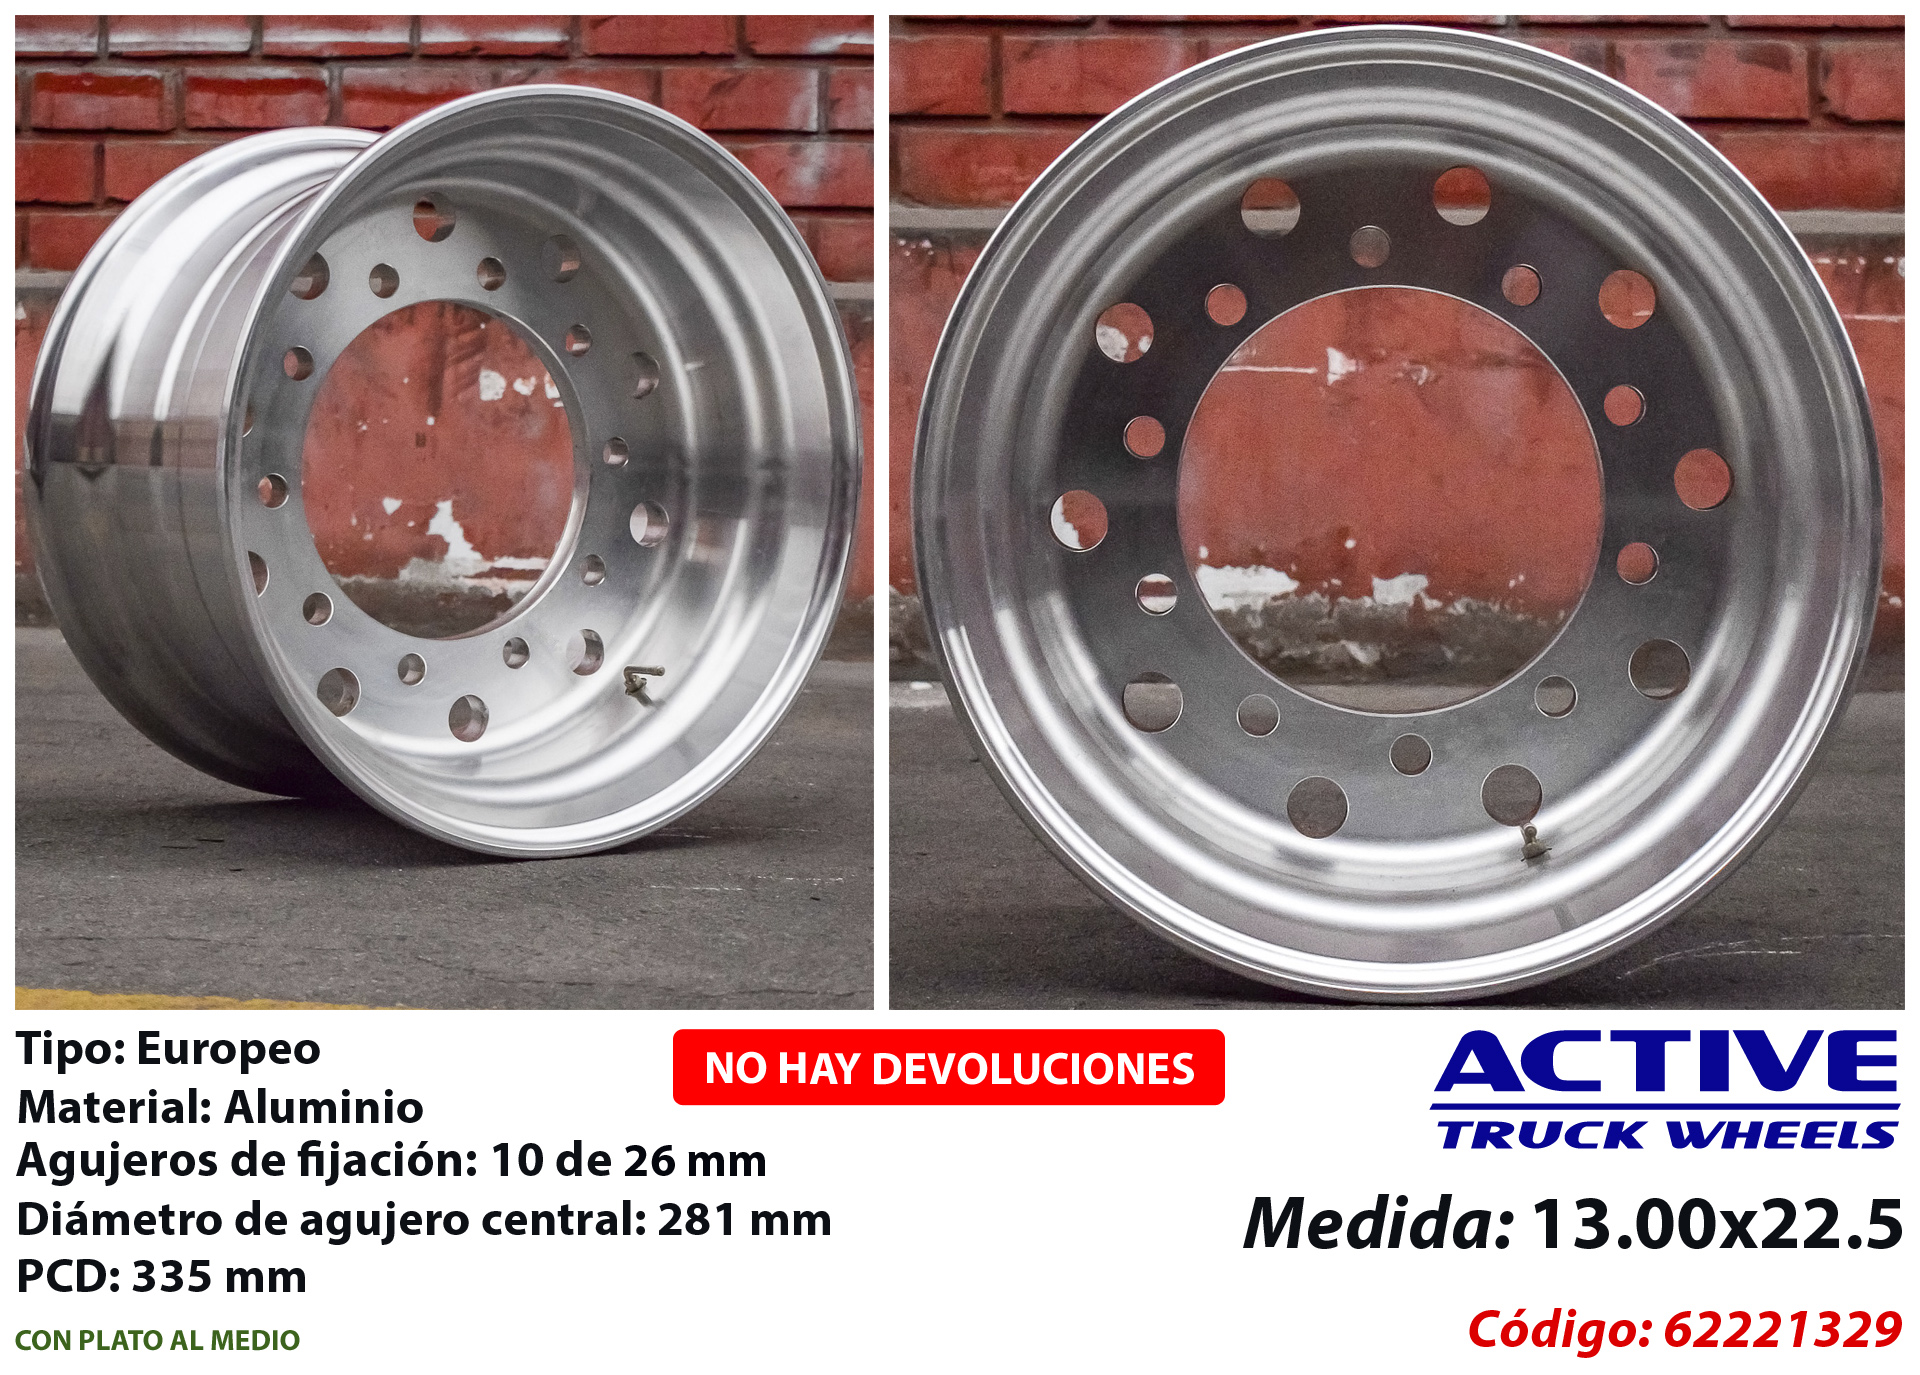 Tipo: Europeo
Material: Aluminio
Agujeros de fijación: 10 de 26 mm
Diámetro de agujero central: 281 mm
PCD: 335 mm
CON PLATO AL MEDIO
NO HAY DEVOLUCIONES
ACTIVE
TRUCK WHEELS
Medida: 13.00x22.5
Código: 62221329